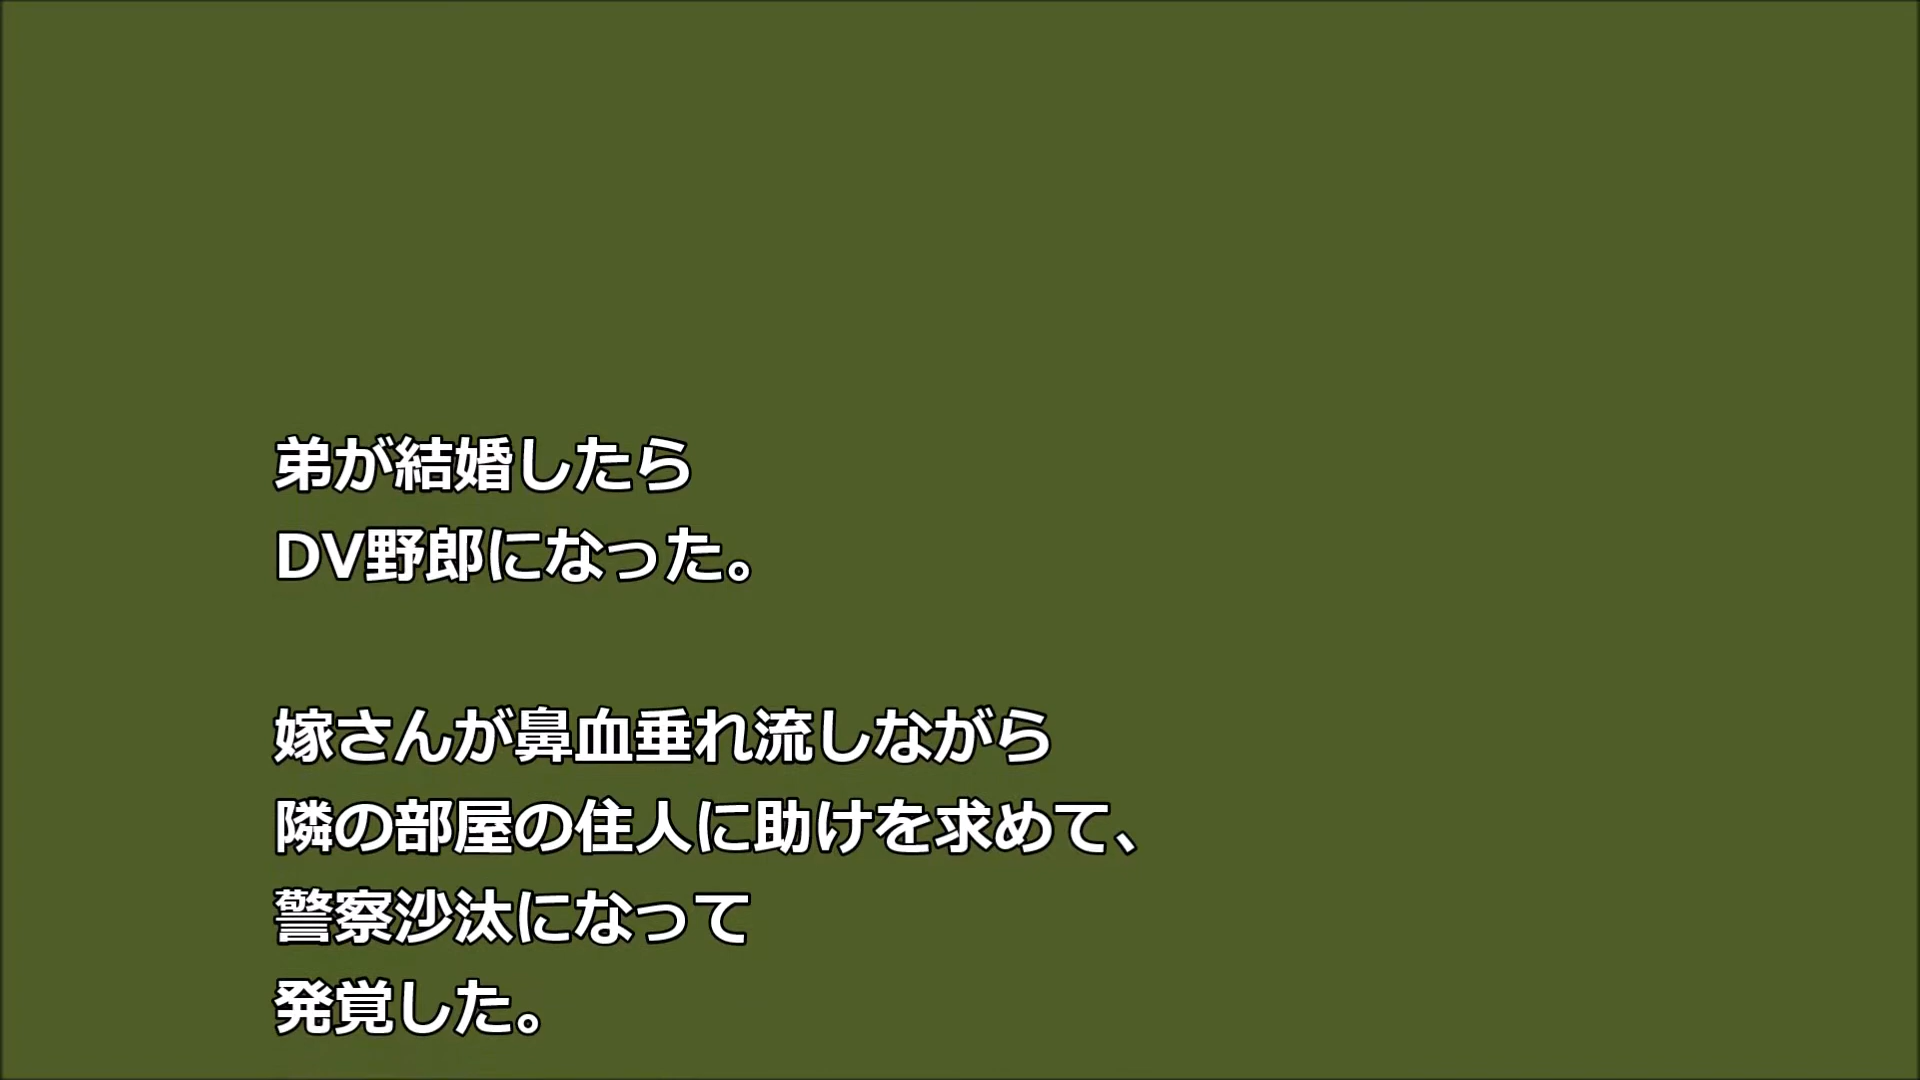 弟が結婚したら
DV野郎になった。
嫁さんが鼻血垂れ流しながら
隣の部屋の住人に助けを求めて、
警察沙汰になって
発覚した。